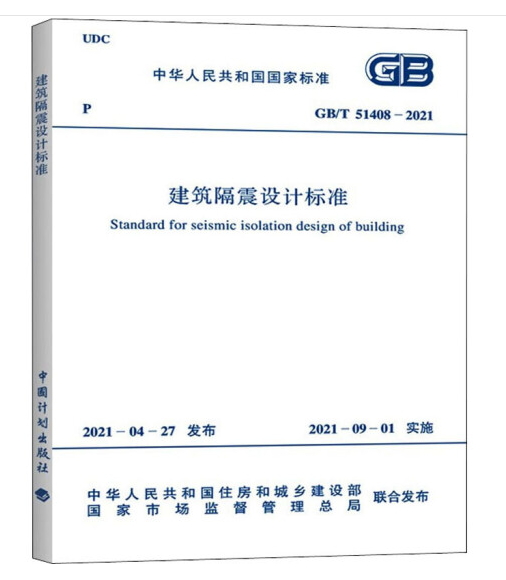 UDC
中华人民共和国国家标准
GB
P
GB/T 51408－2021
建筑隔震设计标准
Standard for seismic isolation design of building
2021－04－27 发布
2021－09－01 实施
中华人民共和国住房和城乡建设部
国家市场监督管理总局
联合发布
建筑隔震设计标准
中国计划出版社